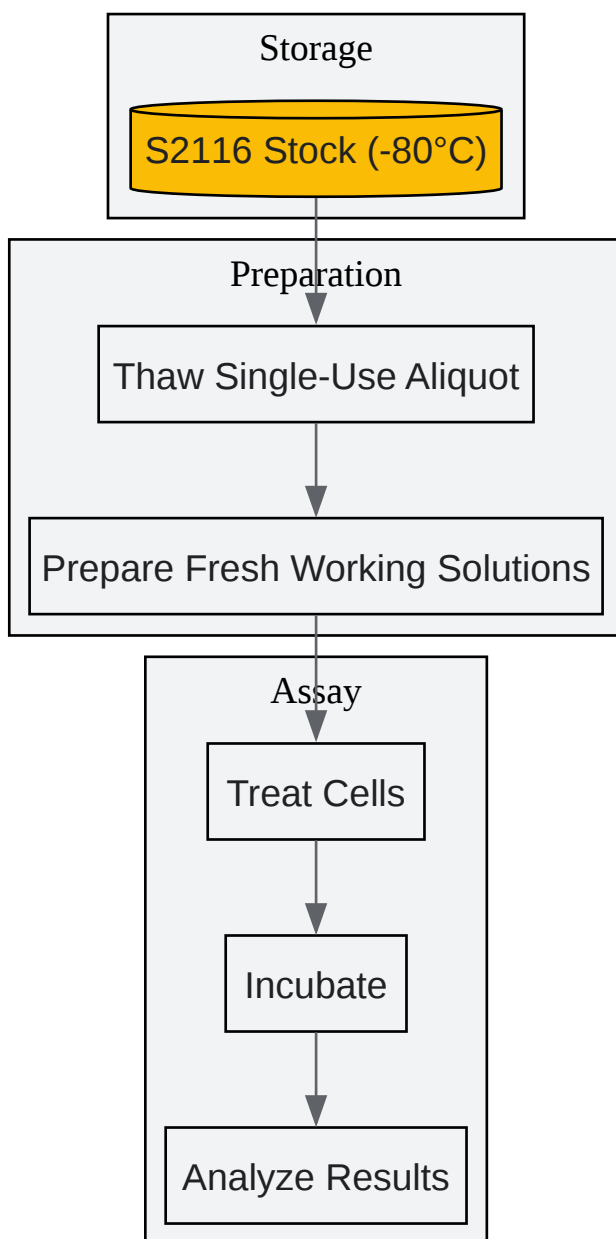 Storage
S2116 Stock (-80°C)
Preparation
Thaw Single-Use Aliquot
Prepare Fresh Working Solutions
Assay
Treat Cells
Incubate
Analyze Results